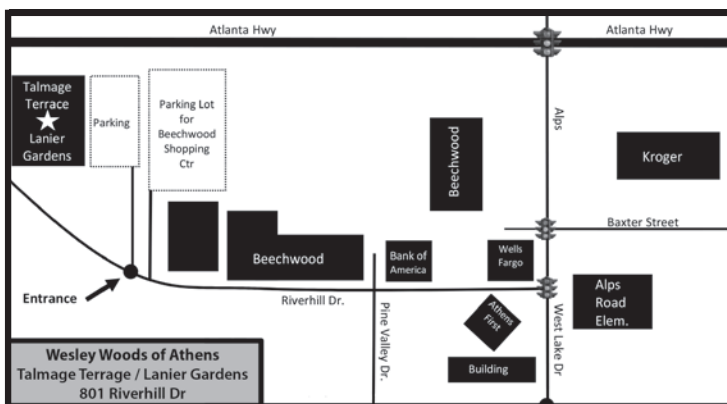 Atlanta Hwy
Atlanta Hwy
Talmage
Terrace
Lanier
Gardens
Parking
Parking Lot
for
Beechwood
Shopping
Ctr
Alps
Beechwood
Kroger
Baxter Street
Beechwood
Bank of
America
Wells
Fargo
Entrance
Riverhill Dr.
Pine Valley Dr.
Athens
First
West Lake Dr
Alps
Road
Elem.
Building
Wesley Woods of Athens
Talmage Terrage / Lanier Gardens
801 Riverhill Dr